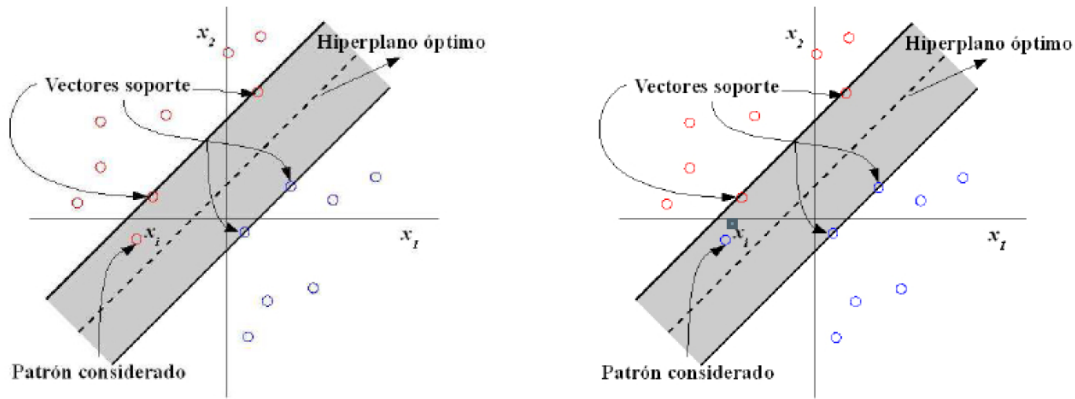 x₂
Hiperplano óptimo
Vectores soporte
xᵢ
x₁
Patrón considerado
x₂
Hiperplano óptimo
Vectores soporte
xᵢ
x₁
Patrón considerado